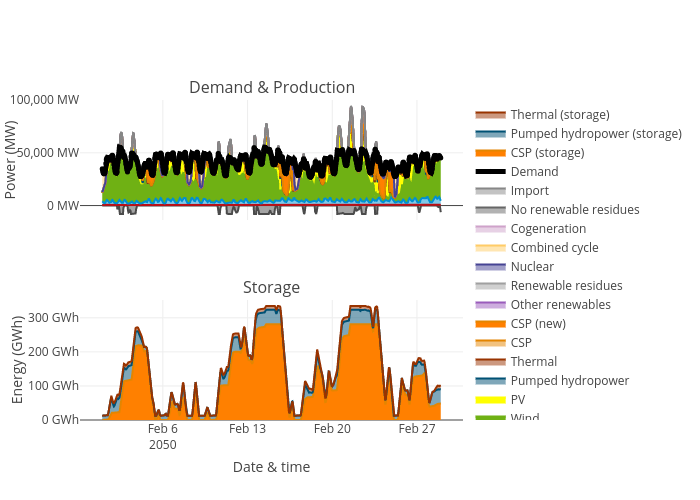 Demand & Production
100,000 MW
50,000 MW
0 MW
Power (MW)
Thermal (storage)
Pumped hydropower (storage)
CSP (storage)
Demand
Import
No renewable residues
Cogeneration
Combined cycle
Nuclear
Renewable residues
Other renewables
CSP (new)
CSP
Thermal
Pumped hydropower
PV
Wind
Storage
300 GWh
200 GWh
100 GWh
0 GWh
Energy (GWh)
Feb 6
2050
Feb 13
Feb 20
Feb 27
Date & time